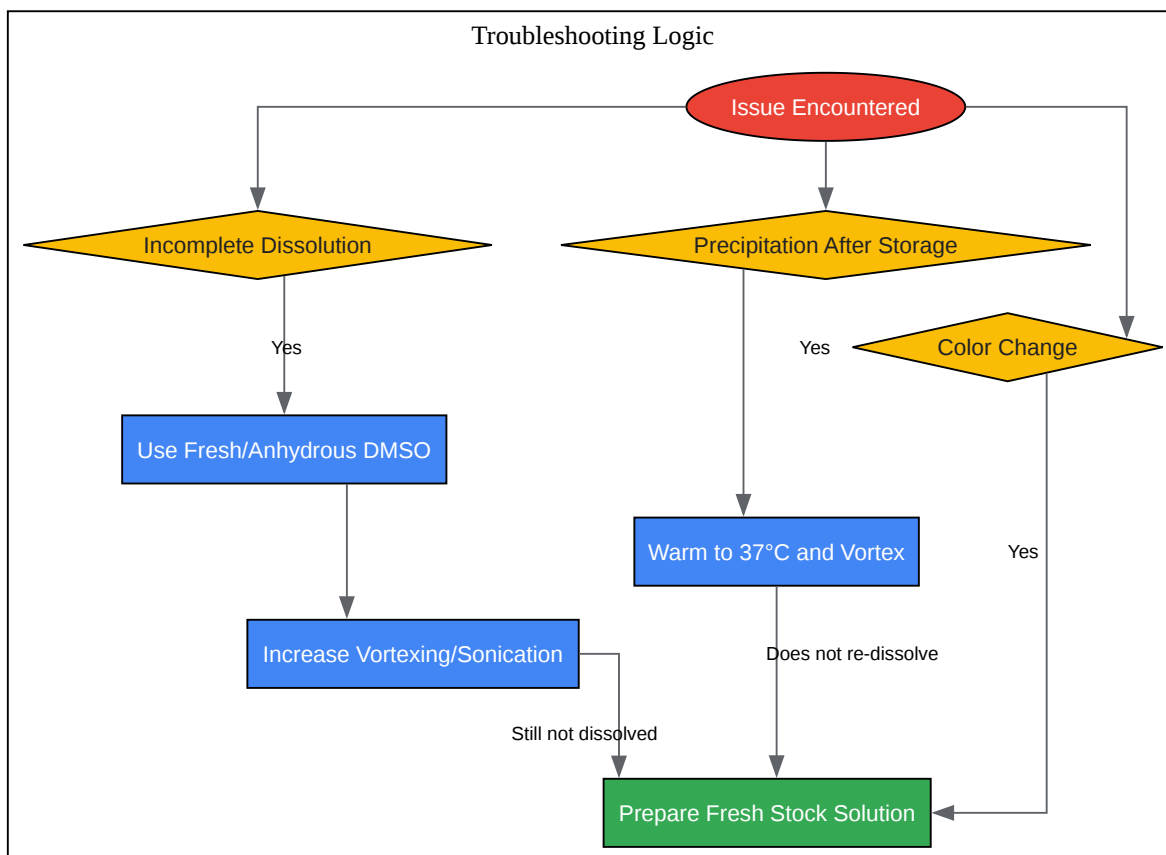 Troubleshooting Logic
Issue Encountered
Incomplete Dissolution
Precipitation After Storage
Color Change
Yes
Yes
Use Fresh/Anhydrous DMSO
Warm to 37°C and Vortex
Yes
Increase Vortexing/Sonication
Does not re-dissolve
Still not dissolved
Prepare Fresh Stock Solution